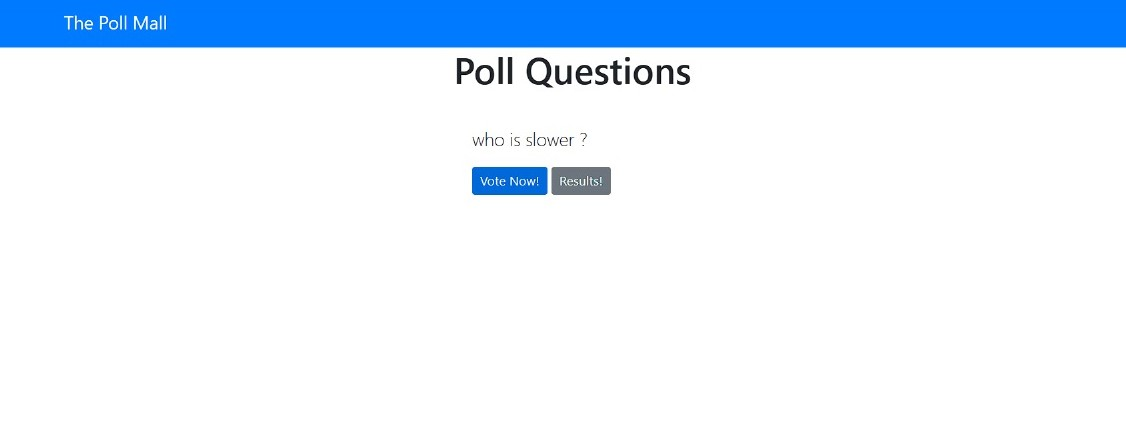 The Poll Mall
Poll Questions
who is slower ?
Vote Now! Results!